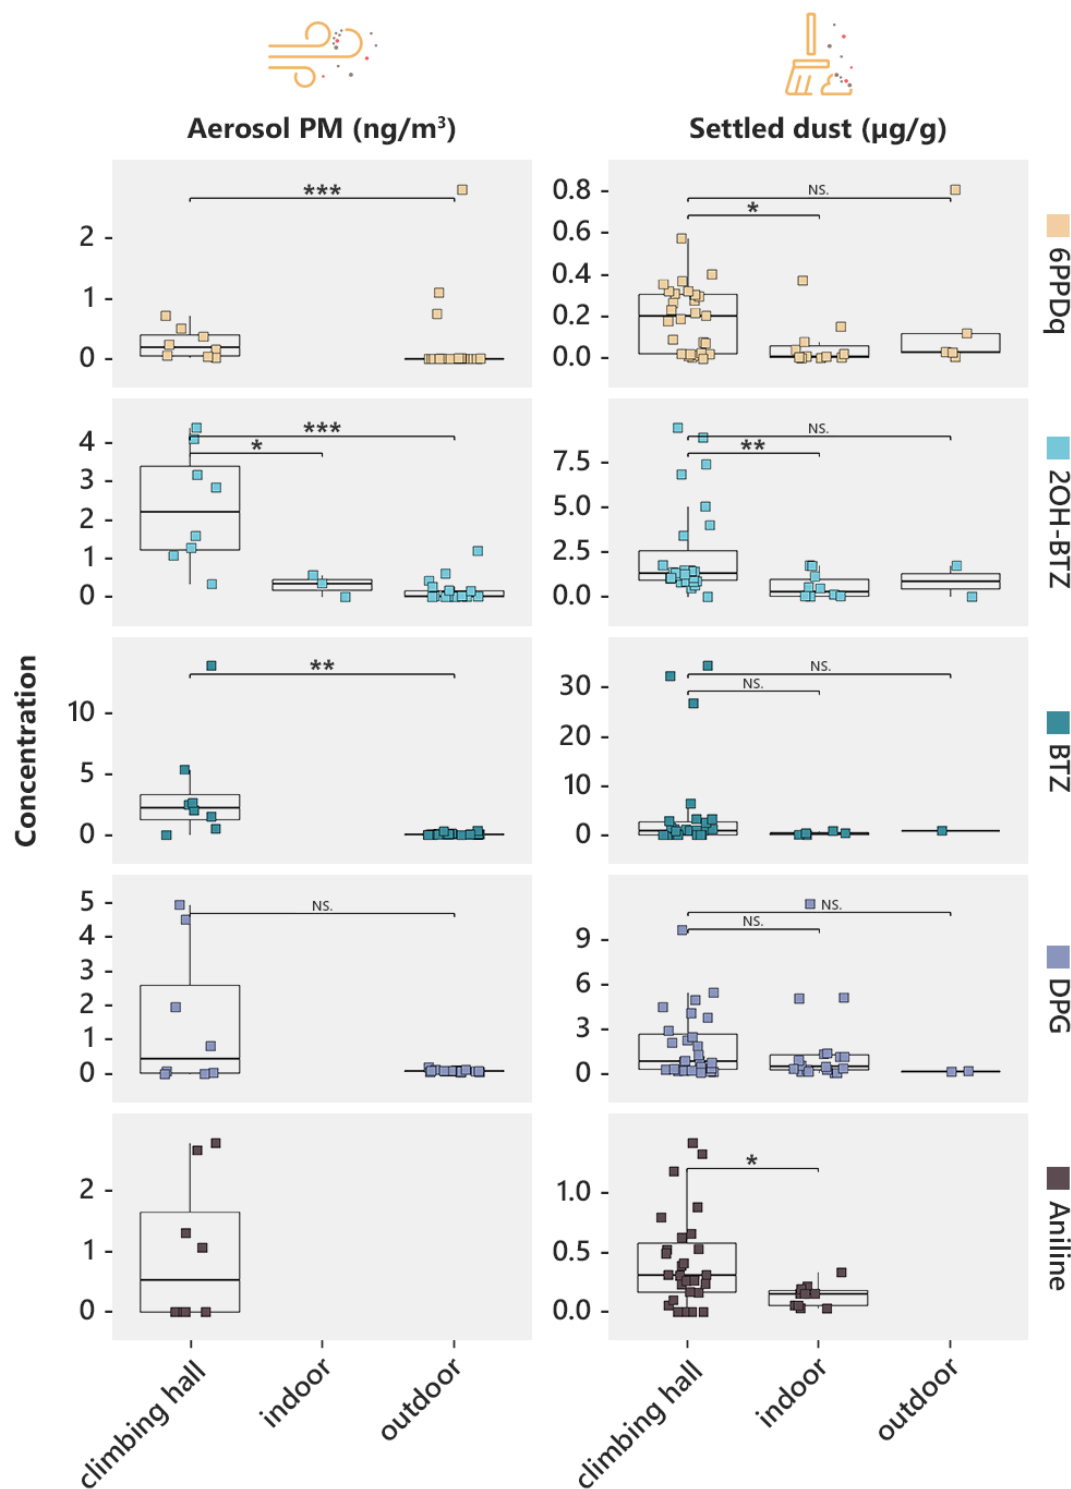 Aerosol PM (ng/m³)
Settled dust (µg/g)
Concentration
2
1
0
***
0.8
0.6
0.4
0.2
0.0
NS.
*
6PPDq
4
3
2
1
0
***
*
7.5
5.0
2.5
0.0
NS.
**
2OH-BTZ
10
5
0
**
30
20
10
0
NS.
NS.
BTZ
5
4
3
2
1
0
NS.
9
6
3
0
NS.
NS.
DPG
2
1
0
1.0
0.5
0.0
*
Aniline
climbing hall
indoor
outdoor
climbing hall
indoor
outdoor